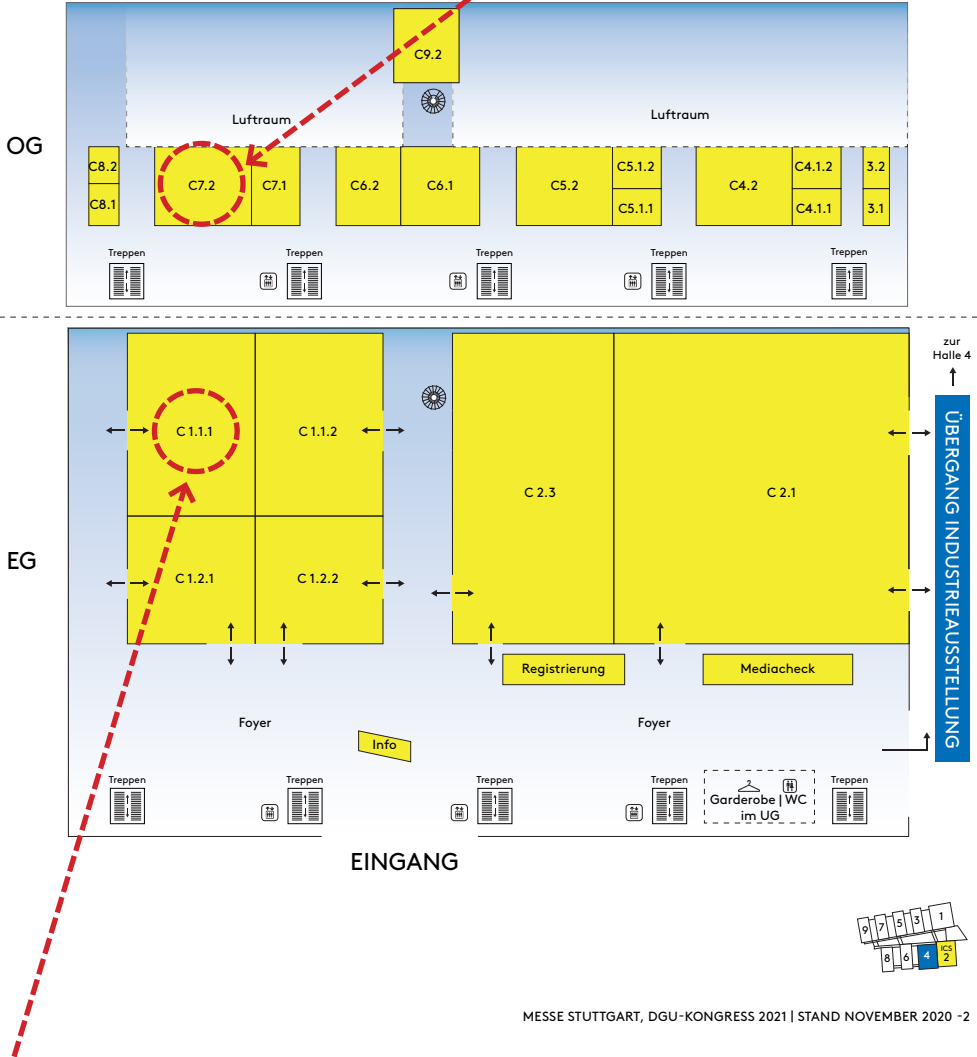 C9.2
Luftraum
Luftraum
OG
C8.2
C8.1
C7.2
C7.1
C6.2
C6.1
C5.2
C5.1.2
C5.1.1
C4.2
C4.1.2
C4.1.1
3.2
3.1
Treppen
Treppen
Treppen
Treppen
Treppen
zur
Halle 4
ÜBERGANG INDUSTRIEAUSSTELLUNG
C 1.1.1
C 1.1.2
C 2.3
C 2.1
EG
C 1.2.1
C 1.2.2
Registrierung
Mediacheck
Foyer
Foyer
Info
Treppen
Treppen
Treppen
Treppen
Garderobe | WC
im UG
Treppen
EINGANG
9
7
5
3
1
8
6
4
ICS
2
MESSE STUTTGART, DGU-KONGRESS 2021 | STAND NOVEMBER 2020 -2